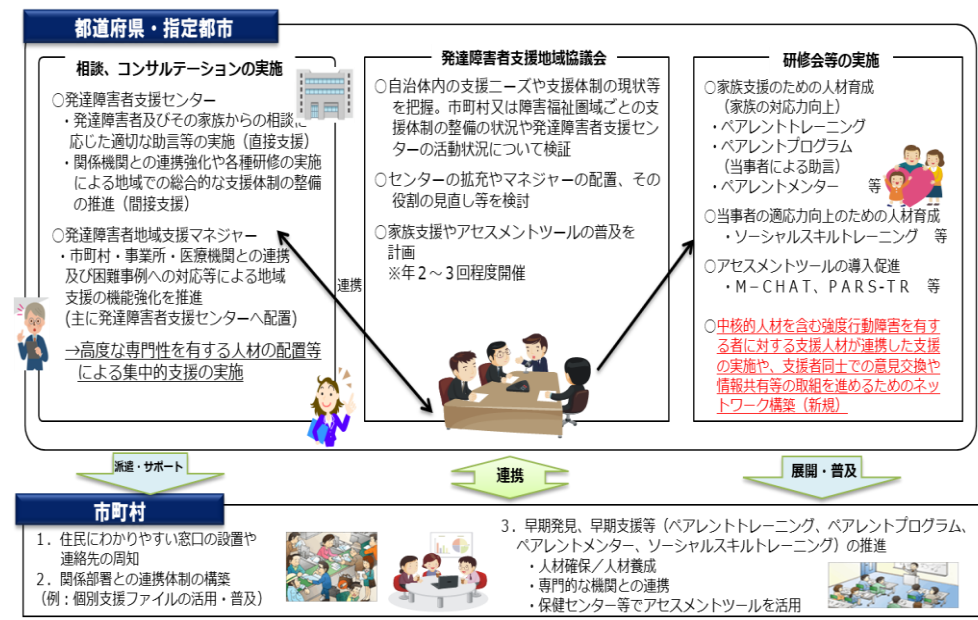 都道府県・指定都市
相談、コンサルテーションの実施
○発達障害者支援センター
・発達障害者及びその家族からの相談に
応じた適切な助言等の実施（直接支援）
・関係機関との連携強化や各種研修の実施
による地域での総合的な支援体制の整備
の推進（間接支援）
○発達障害者地域支援マネジャー
・市町村・事業所・医療機関との連携
及び困難事例への対応等による地域
支援の機能強化を推進
(主に発達障害者支援センターへ配置)
→高度な専門性を有する人材の配置等
による集中的支援の実施
連携
発達障害者支援地域協議会
○自治体内の支援ニーズや支援体制の現状等
を把握。市町村又は障害福祉圏域ごとの支
援体制の整備の状況や発達障害者支援セン
ターの活動状況について検証
○センターの拡充やマネジャーの配置、その
役割の見直し等を検討
○家族支援やアセスメントツールの普及を
計画
※年２～３回程度開催
研修会等の実施
○家族支援のための人材育成
（家族の対応力向上）
・ペアレントトレーニング
・ペアレントプログラム
（当事者による助言）
・ペアレントメンター　等
○当事者の適応力向上のための人材育成
・ソーシャルスキルトレーニング　等
○アセスメントツールの導入促進
・Ｍ－CHAT、PARS-TR　等
○中核的人材を含む強度行動障害を有す
る者に対する支援人材が連携した支援
の実施や、支援者同士での意見交換や
情報共有等の取組を進めるためのネッ
トワーク構築（新規）
派遣・サポート
連携
展開・普及
市町村
１．住民にわかりやすい窓口の設置や
連絡先の周知
２．関係部署との連携体制の構築
（例：個別支援ファイルの活用・普及）
３．早期発見、早期支援等（ペアレントトレーニング、ペアレントプログラム、
ペアレントメンター、ソーシャルスキルトレーニング）の推進
・人材確保／人材養成
・専門的な機関との連携
・保健センター等でアセスメントツールを活用